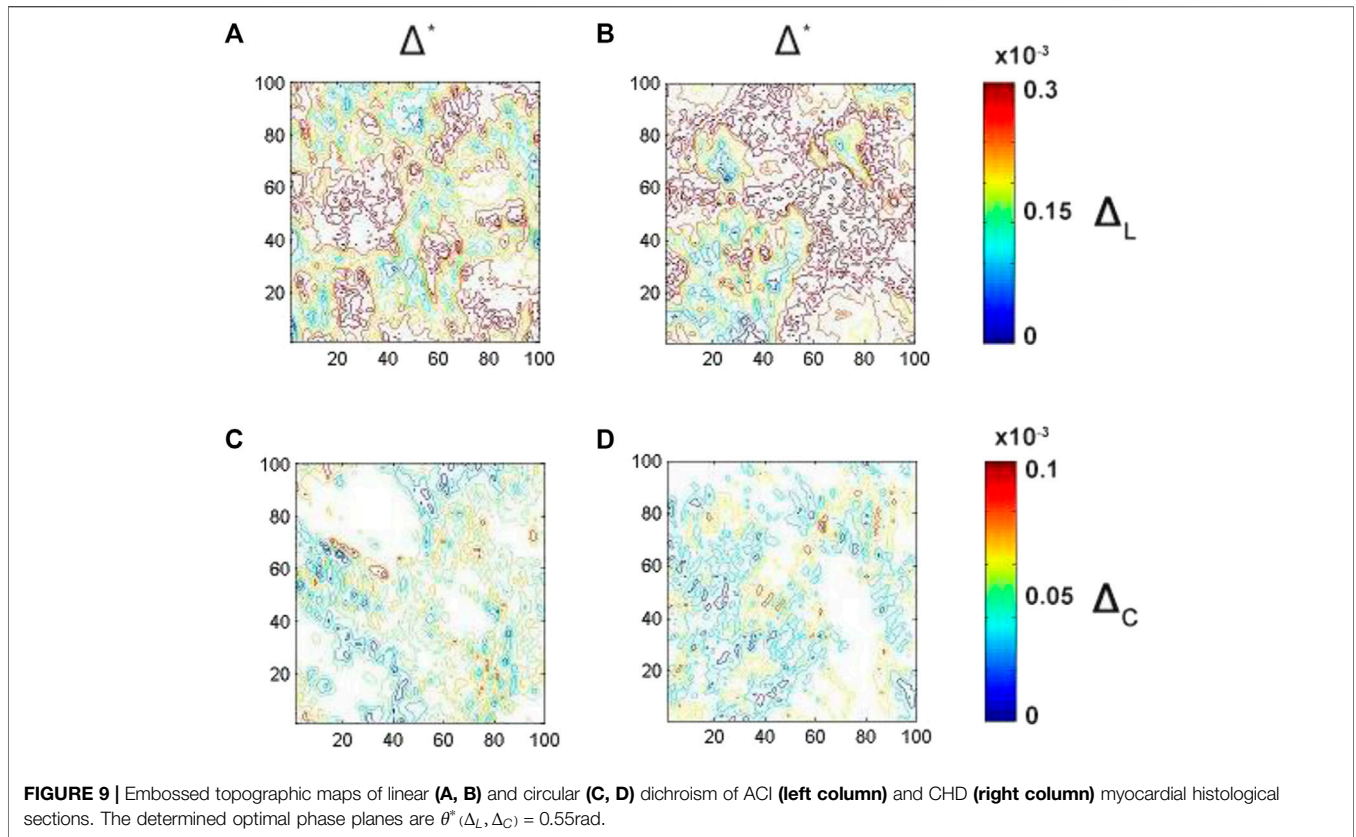 A
Δ*
B
Δ*
100
80
60
40
20
20 40 60 80 100
100
80
60
40
20
20 40 60 80 100
x10⁻³
0.3
0.15
0
Δ_L
C
100
80
60
40
20
20 40 60 80 100
D
100
80
60
40
20
20 40 60 80 100
x10⁻³
0.1
0.05
0
Δ_C
FIGURE 9 | Embossed topographic maps of linear (A, B) and circular (C, D) dichroism of ACI (left column) and CHD (right column) myocardial histological
sections. The determined optimal phase planes are θ*(Δ_L, Δ_C) = 0.55rad.